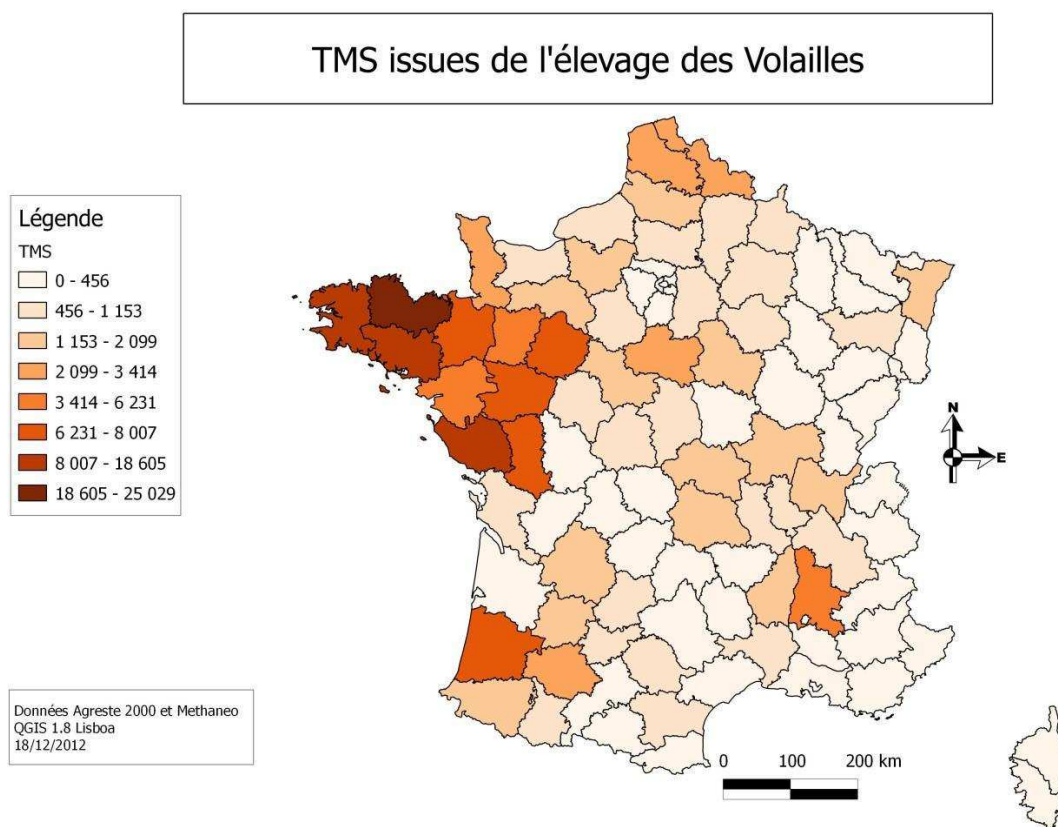 TMS issues de l'élevage des Volailles
Légende
TMS
0 - 456
456 - 1 153
1 153 - 2 099
2 099 - 3 414
3 414 - 6 231
6 231 - 8 007
8 007 - 18 605
18 605 - 25 029
N
E
Données Agreste 2000 et Methaneo
QGIS 1.8 Lisboa
18/12/2012
0 100 200 km